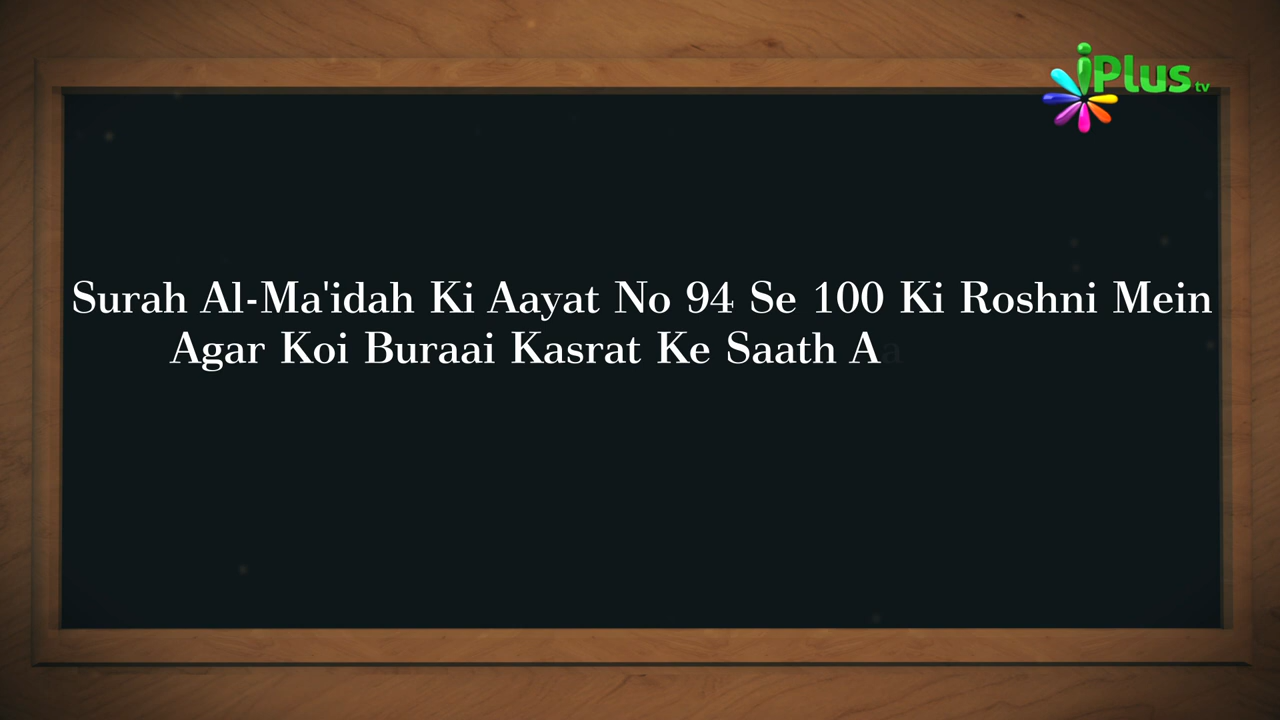 iPlus tv
Surah Al-Ma'idah Ki Aayat No 94 Se 100 Ki Roshni Mein
Agar Koi Buraai Kasrat Ke Saath Aa